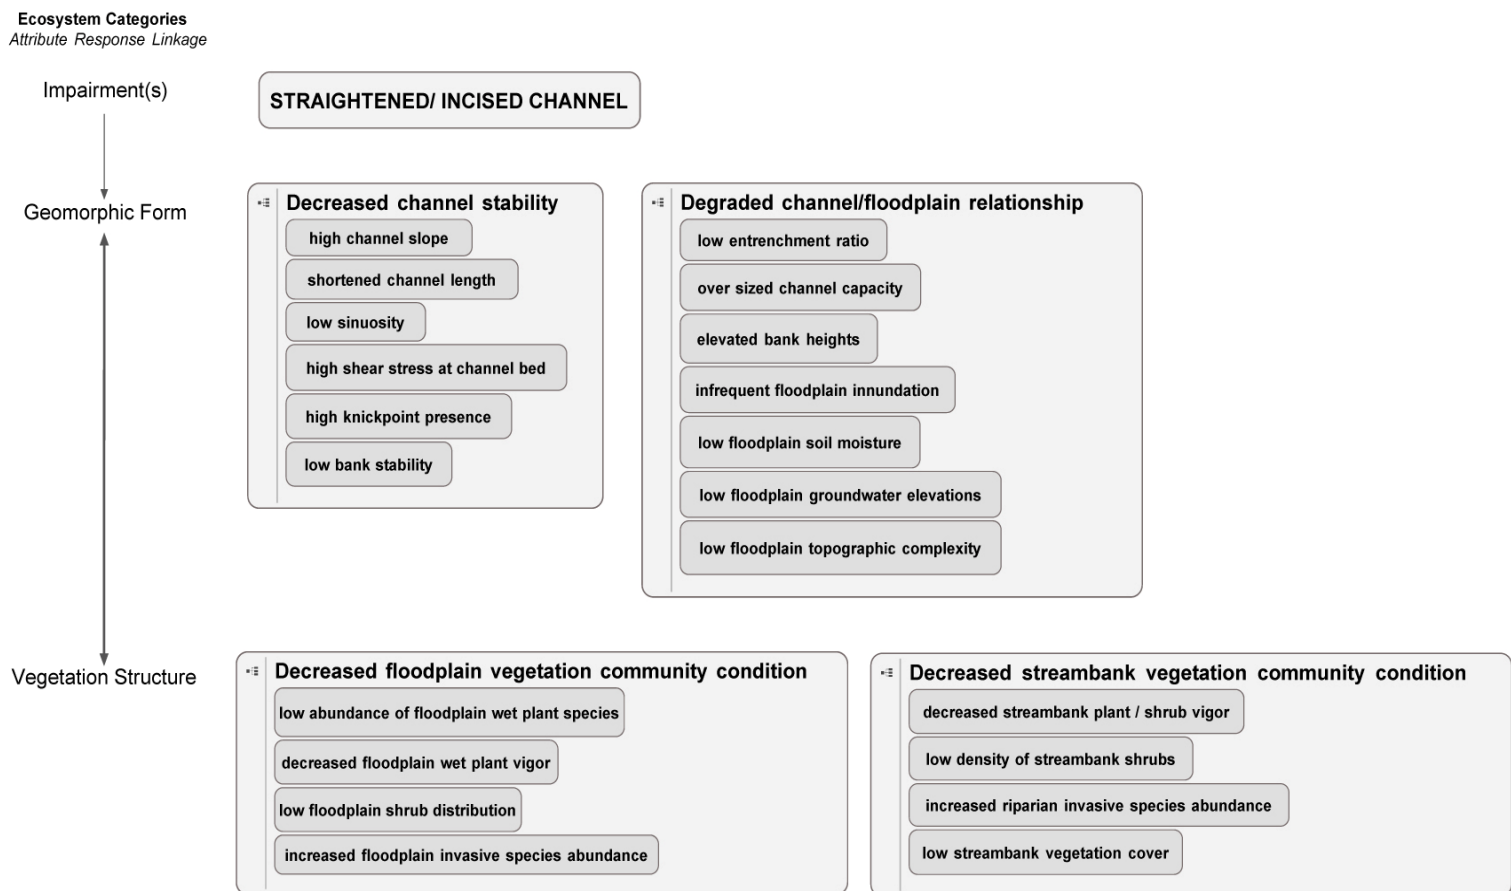 Ecosystem Categories
Attribute Response Linkage
Impairment(s)
STRAIGHTENED/ INCISED CHANNEL
Geomorphic Form
Decreased channel stability
high channel slope
shortened channel length
low sinuosity
high shear stress at channel bed
high knickpoint presence
low bank stability
Degraded channel/floodplain relationship
low entrenchment ratio
over sized channel capacity
elevated bank heights
infrequent floodplain innundation
low floodplain soil moisture
low floodplain groundwater elevations
low floodplain topographic complexity
Vegetation Structure
Decreased floodplain vegetation community condition
low abundance of floodplain wet plant species
decreased floodplain wet plant vigor
low floodplain shrub distribution
increased floodplain invasive species abundance
Decreased streambank vegetation community condition
decreased streambank plant / shrub vigor
low density of streambank shrubs
increased riparian invasive species abundance
low streambank vegetation cover